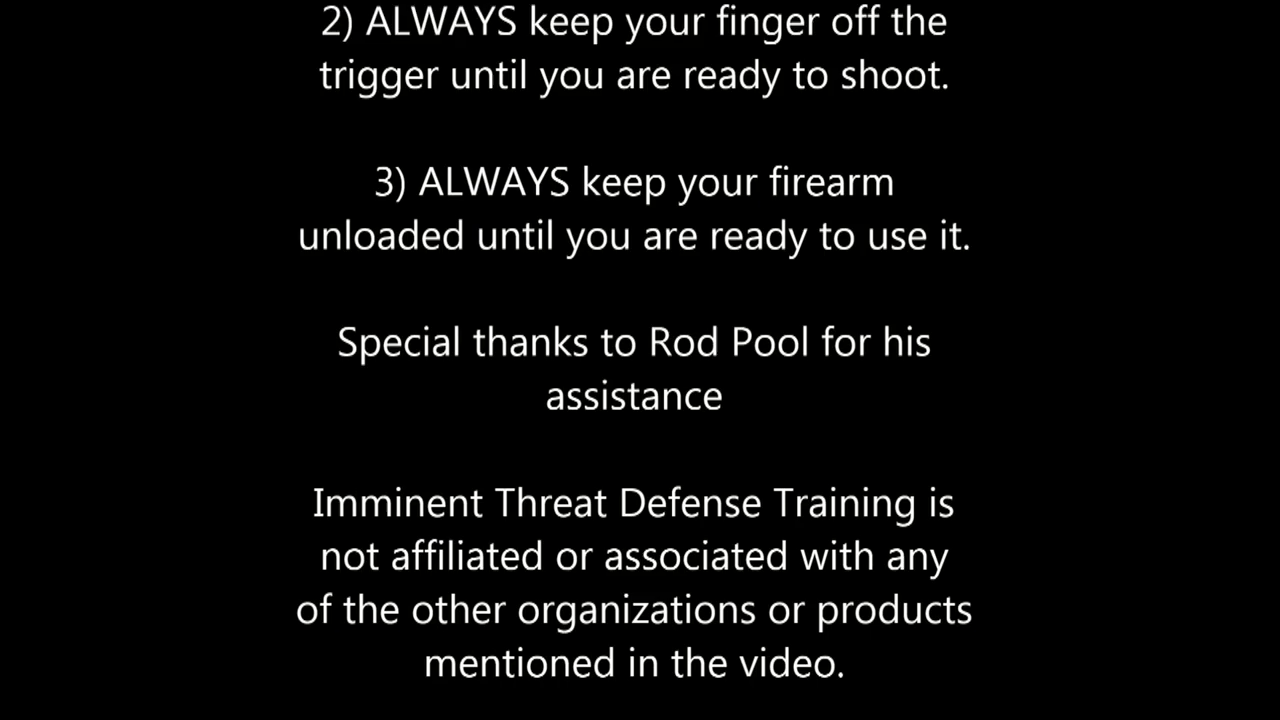 2) ALWAYS keep your finger off the
trigger until you are ready to shoot.
3) ALWAYS keep your firearm
unloaded until you are ready to use it.
Special thanks to Rod Pool for his
assistance
Imminent Threat Defense Training is
not affiliated or associated with any
of the other organizations or products
mentioned in the video.